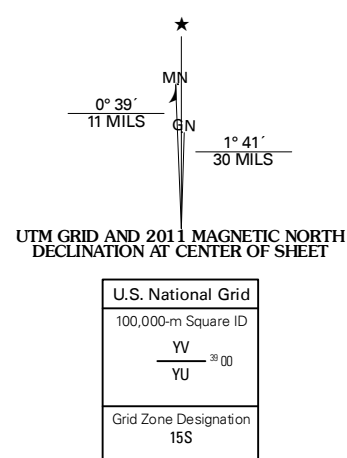 ★
MN
0° 39´
11 MILS
GN
1° 41´
30 MILS
UTM GRID AND 2011 MAGNETIC NORTH
DECLINATION AT CENTER OF SHEET
U.S. National Grid
100,000-m Square ID
YV
39 00
YU
Grid Zone Designation
15S